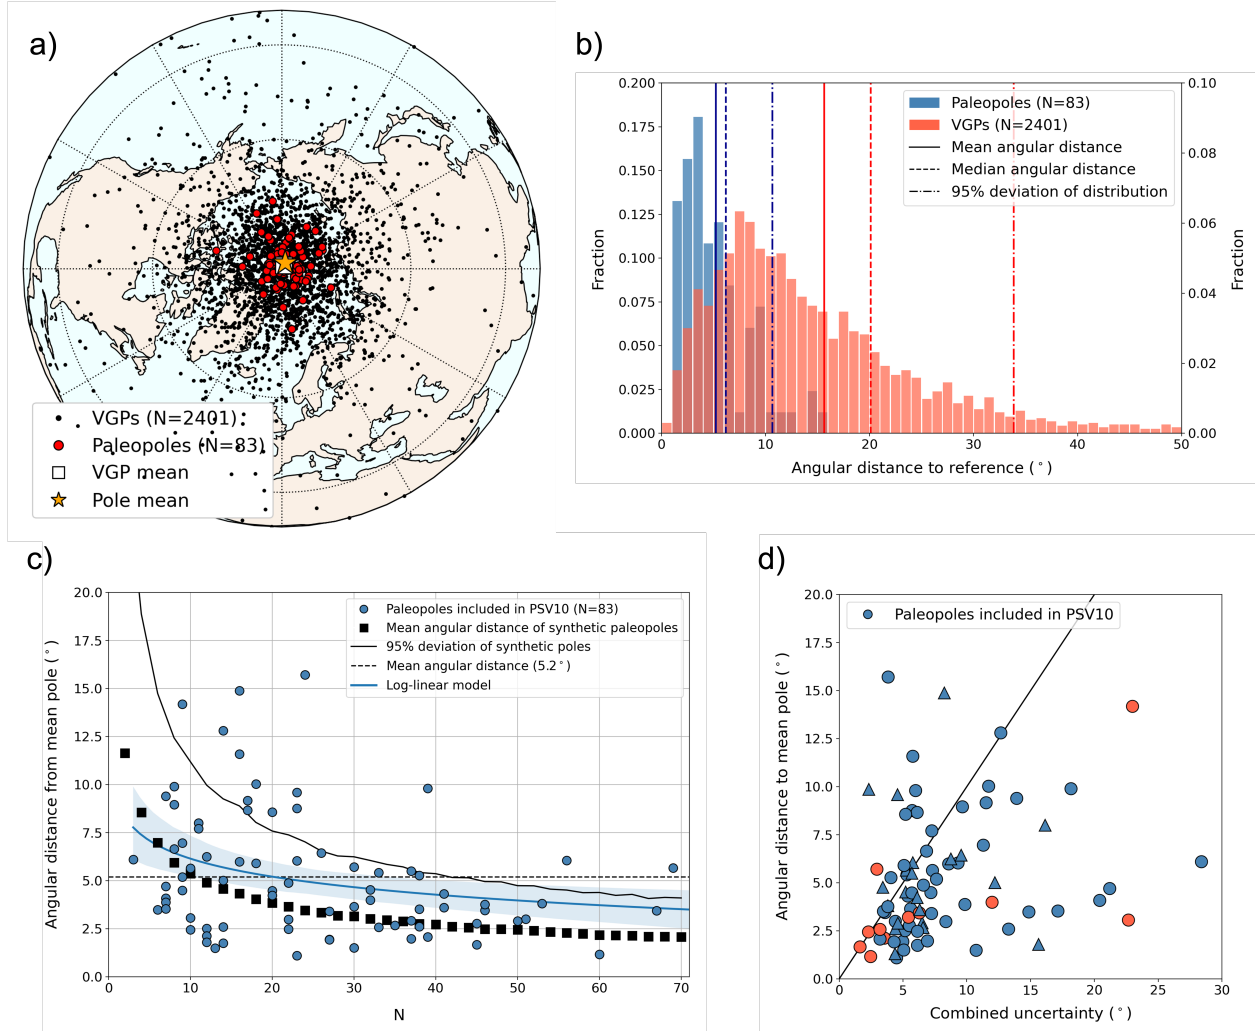 a)
VGPs (N=2401)
Paleopoles (N=83)
VGP mean
Pole mean
b)
0.200
0.175
0.150
0.125
0.100
0.075
0.050
0.025
0.000
Fraction
0.10
0.08
0.06
0.04
0.02
0.00
Fraction
Paleopoles (N=83)
VGPs (N=2401)
Mean angular distance
Median angular distance
95% deviation of distribution
0 10 20 30 40 50
Angular distance to reference (°)
c)
20.0
17.5
15.0
12.5
10.0
7.5
5.0
2.5
0.0
Angular distance from mean pole (°)
Paleopoles included in PSV10 (N=83)
Mean angular distance of synthetic paleopoles
95% deviation of synthetic poles
Mean angular distance (5.2°)
Log-linear model
0 10 20 30 40 50 60 70
N
d)
20.0
17.5
15.0
12.5
10.0
7.5
5.0
2.5
0.0
Angular distance to mean pole (°)
Paleopoles included in PSV10
0 5 10 15 20 25 30
Combined uncertainty (°)